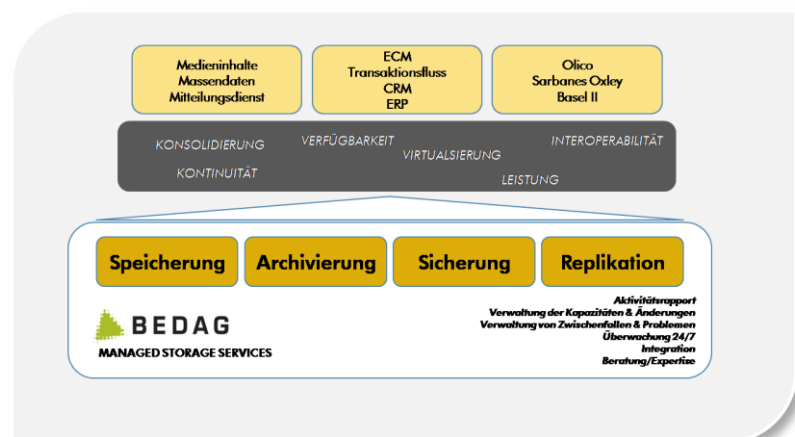 Medieninhalte
Massendaten
Mitteilungsdienst
ECM
Transaktionsfluss
CRM
ERP
Olico
Sarbanes Oxley
Basel II
KONSOLIDIERUNG
VERFÜGBARKEIT
VIRTUALSIERUNG
INTEROPERABILITÄT
KONTINUITÄT
LEISTUNG
Speicherung
Archivierung
Sicherung
Replikation
BEDAG
MANAGED STORAGE SERVICES
Aktivitätsrapport
Verwaltung der Kapazitäten & Änderungen
Verwaltung von Zwischenfallen & Problemen
Überwachung 24/7
Integration
Beratung/Expertise